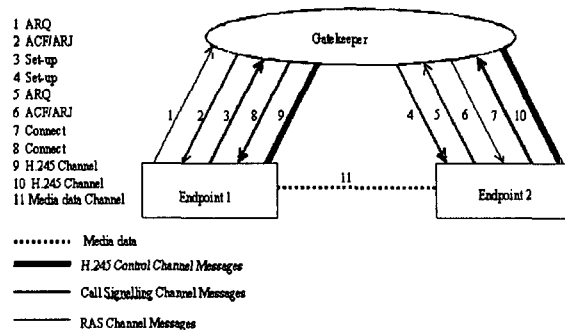 1 ARQ
2 ACF/ARJ
3 Set-up
4 Set-up
5 ARQ
6 ACF/ARJ
7 Connect
8 Connect
9 H.245 Channel
10 H.245 Channel
11 Media data Channel
Gatekeeper
1 2 3 8 9 4 5 6 7 10
11
Endpoint 1
Endpoint 2
Media data
H.245 Control Channel Messages
Call Signalling Channel Messages
RAS Channel Messages